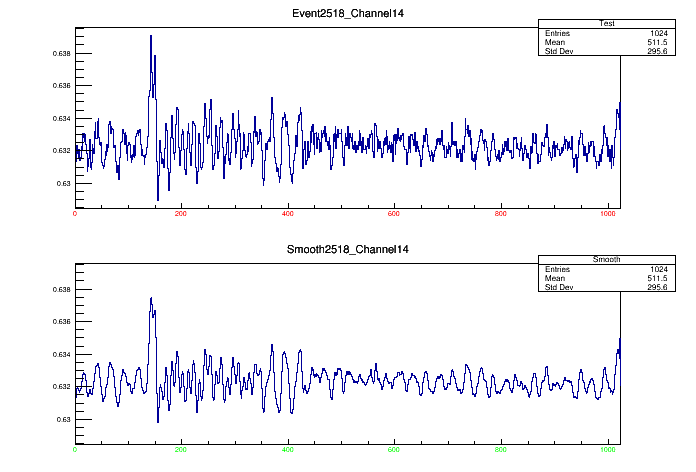 Event2518_Channel14
Test
Entries 1024
Mean 511.5
Std Dev 295.6
0.638
0.636
0.634
0.632
0.63
0 200 400 600 800 1000
Smooth2518_Channel14
Smooth
Entries 1024
Mean 511.5
Std Dev 295.6
0.638
0.636
0.634
0.632
0.63
0 200 400 600 800 1000